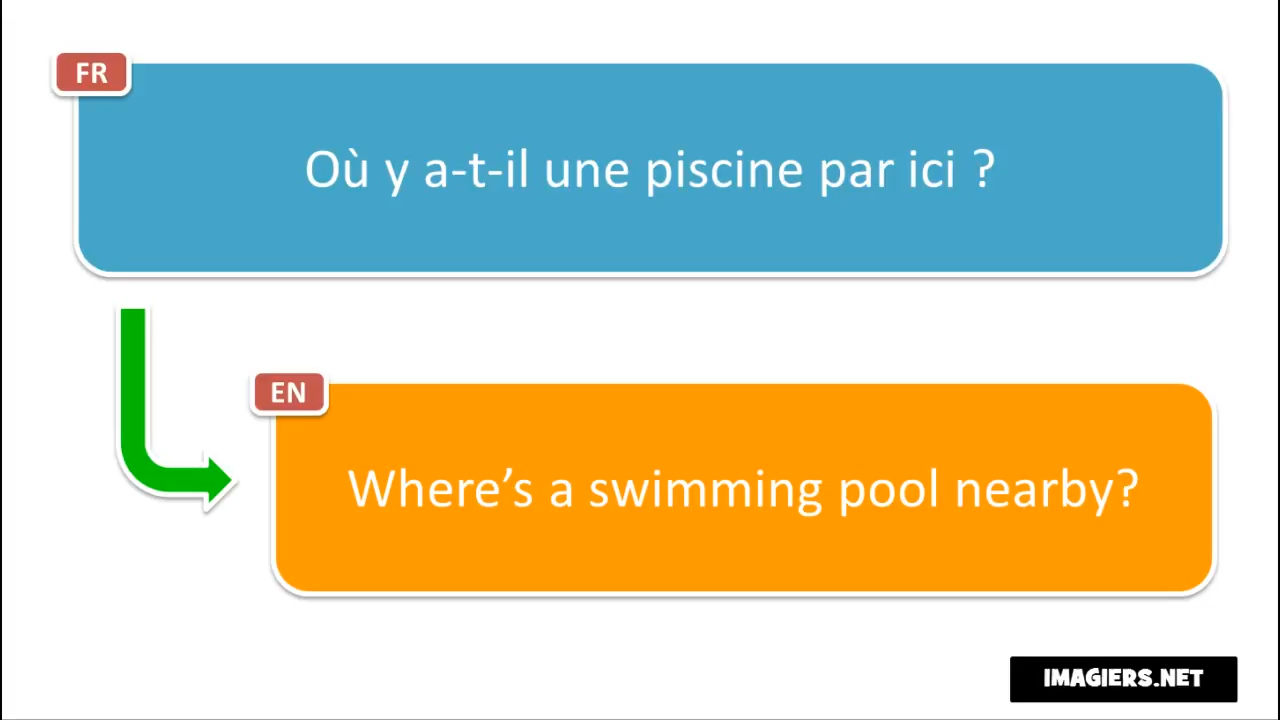 FR
Où y a-t-il une piscine par ici ?
EN
Where’s a swimming pool nearby?
IMAGIERS.NET